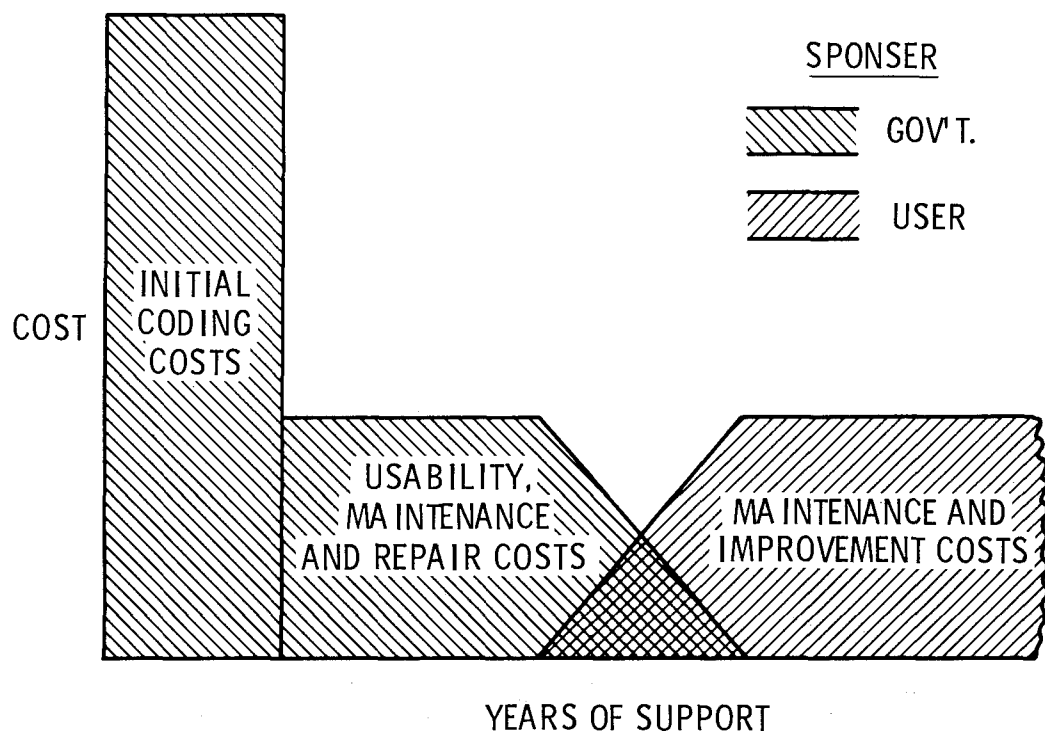 SPONSER
GOV'T.
USER
COST
INITIAL
CODING
COSTS
USABILITY,
MAINTENANCE
AND REPAIR COSTS
MAINTENANCE AND
IMPROVEMENT COSTS
YEARS OF SUPPORT